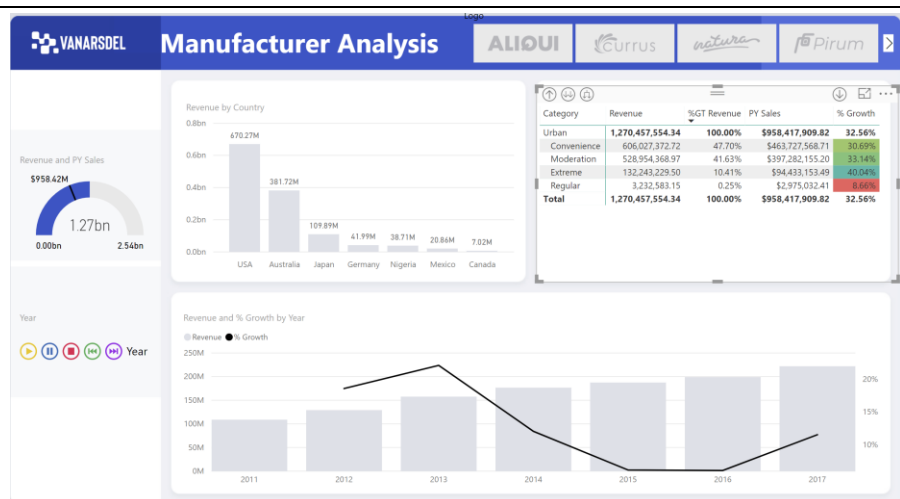 Logo
VANARSDEL
Manufacturer Analysis
ALIQUI
currus
natura
Pirum
Revenue and PY Sales
$958.42M
1.27bn
0.00bn 2.54bn
Year
Year
Revenue by Country
0.8bn
0.6bn
0.4bn
0.2bn
0.0bn
670.27M
381.72M
109.89M
41.99M
38.71M
20.86M
7.02M
USA Australia Japan Germany Nigeria Mexico Canada
Category Revenue %GT Revenue PY Sales % Growth
Urban 1,270,457,554.34 100.00% $958,417,909.82 32.56%
Convenience 606,027,372.72 47.70% $463,727,568.71 30.69%
Moderation 528,954,368.97 41.63% $397,282,155.20 33.14%
Extreme 132,243,229.50 10.41% $94,433,153.49 40.04%
Regular 3,232,583.15 0.25% $2,975,032.41 8.66%
Total 1,270,457,554.34 100.00% $958,417,909.82 32.56%
Revenue and % Growth by Year
Revenue % Growth
250M
200M
150M
100M
50M
0M
20%
15%
10%
2011 2012 2013 2014 2015 2016 2017